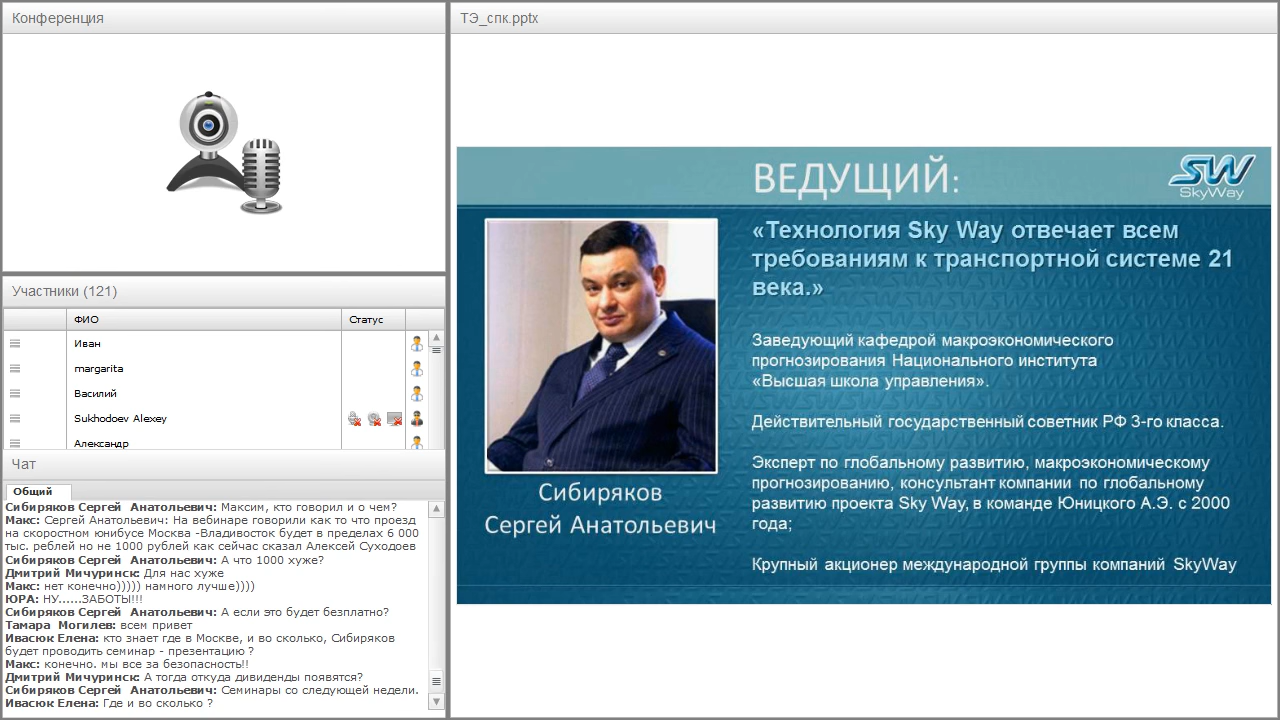 Конференция
Участники (121)
ФИО
Статус
Иван
margarita
Василий
Sukhodoev Alexey
Александр
Чат
Общий
Сибиряков Сергей Анатольевич: Максим, кто говорил и о чем?
Макс: Сергей Анатольевич: На вебинаре говорили как то что проезд
на скоростном юнибусе Москва -Владивосток будет в пределах 6 000
тыс. реблей но не 1000 рублей как сейчас сказал Алексей Суходоев
Сибиряков Сергей Анатольевич: А что 1000 хуже?
Дмитрий Мичуринск: Для нас хуже
Макс: нет конечно))))) намного лучше))))
ЮРА: НУ......ЗАБОТЫ!!!
Сибиряков Сергей Анатольевич: А если это будет безплатно?
Тамара Могилев: всем привет
Ивасюк Елена: кто знает где в Москве, и во сколько, Сибиряков
будет проводить семинар - презентацию ?
Макс: конечно. мы все за безопасность!!
Дмитрий Мичуринск: А тогда откуда дивиденды появятся?
Сибиряков Сергей Анатольевич: Семинары со следующей недели.
Ивасюк Елена: Где и во сколько ?
ТЭ_спк.pptx
ВЕДУЩИЙ:
SW
SkyWay
«Технология Sky Way отвечает всем
требованиям к транспортной системе 21
века.»
Заведующий кафедрой макроэкономического
прогнозирования Национального института
«Высшая школа управления».
Действительный государственный советник РФ 3-го класса.
Эксперт по глобальному развитию, макроэкономическому
прогнозированию, консультант компании по глобальному
развитию проекта Sky Way, в команде Юницкого А.Э. с 2000
года;
Крупный акционер международной группы компаний SkyWay
Сибиряков
Сергей Анатольевич